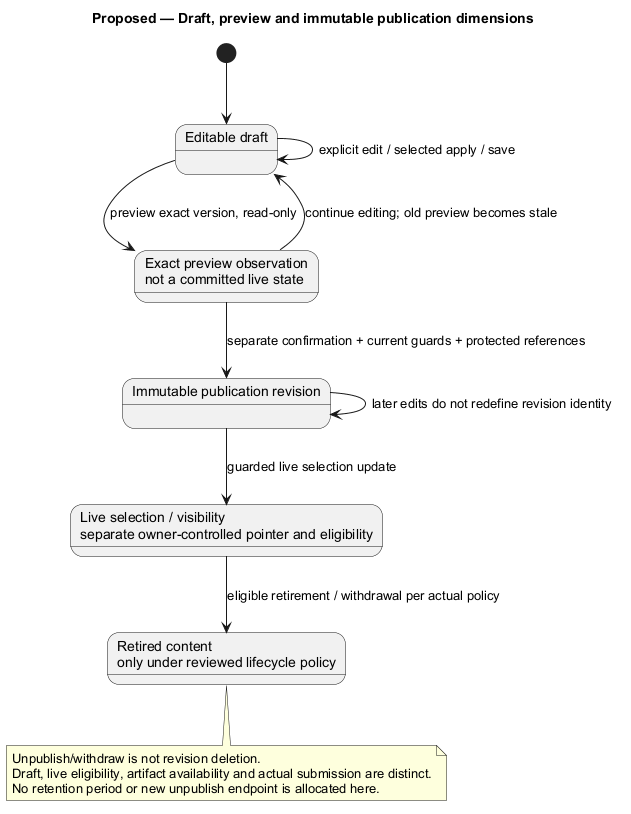 Proposed — Draft, preview and immutable publication dimensions
Editable draft
explicit edit / selected apply / save
preview exact version, read-only
continue editing; old preview becomes stale
Exact preview observation
not a committed live state
separate confirmation + current guards + protected references
Immutable publication revision
later edits do not redefine revision identity
guarded live selection update
Live selection / visibility
separate owner-controlled pointer and eligibility
eligible retirement / withdrawal per actual policy
Retired content
only under reviewed lifecycle policy
Unpublish/withdraw is not revision deletion.
Draft, live eligibility, artifact availability and actual submission are distinct.
No retention period or new unpublish endpoint is allocated here.